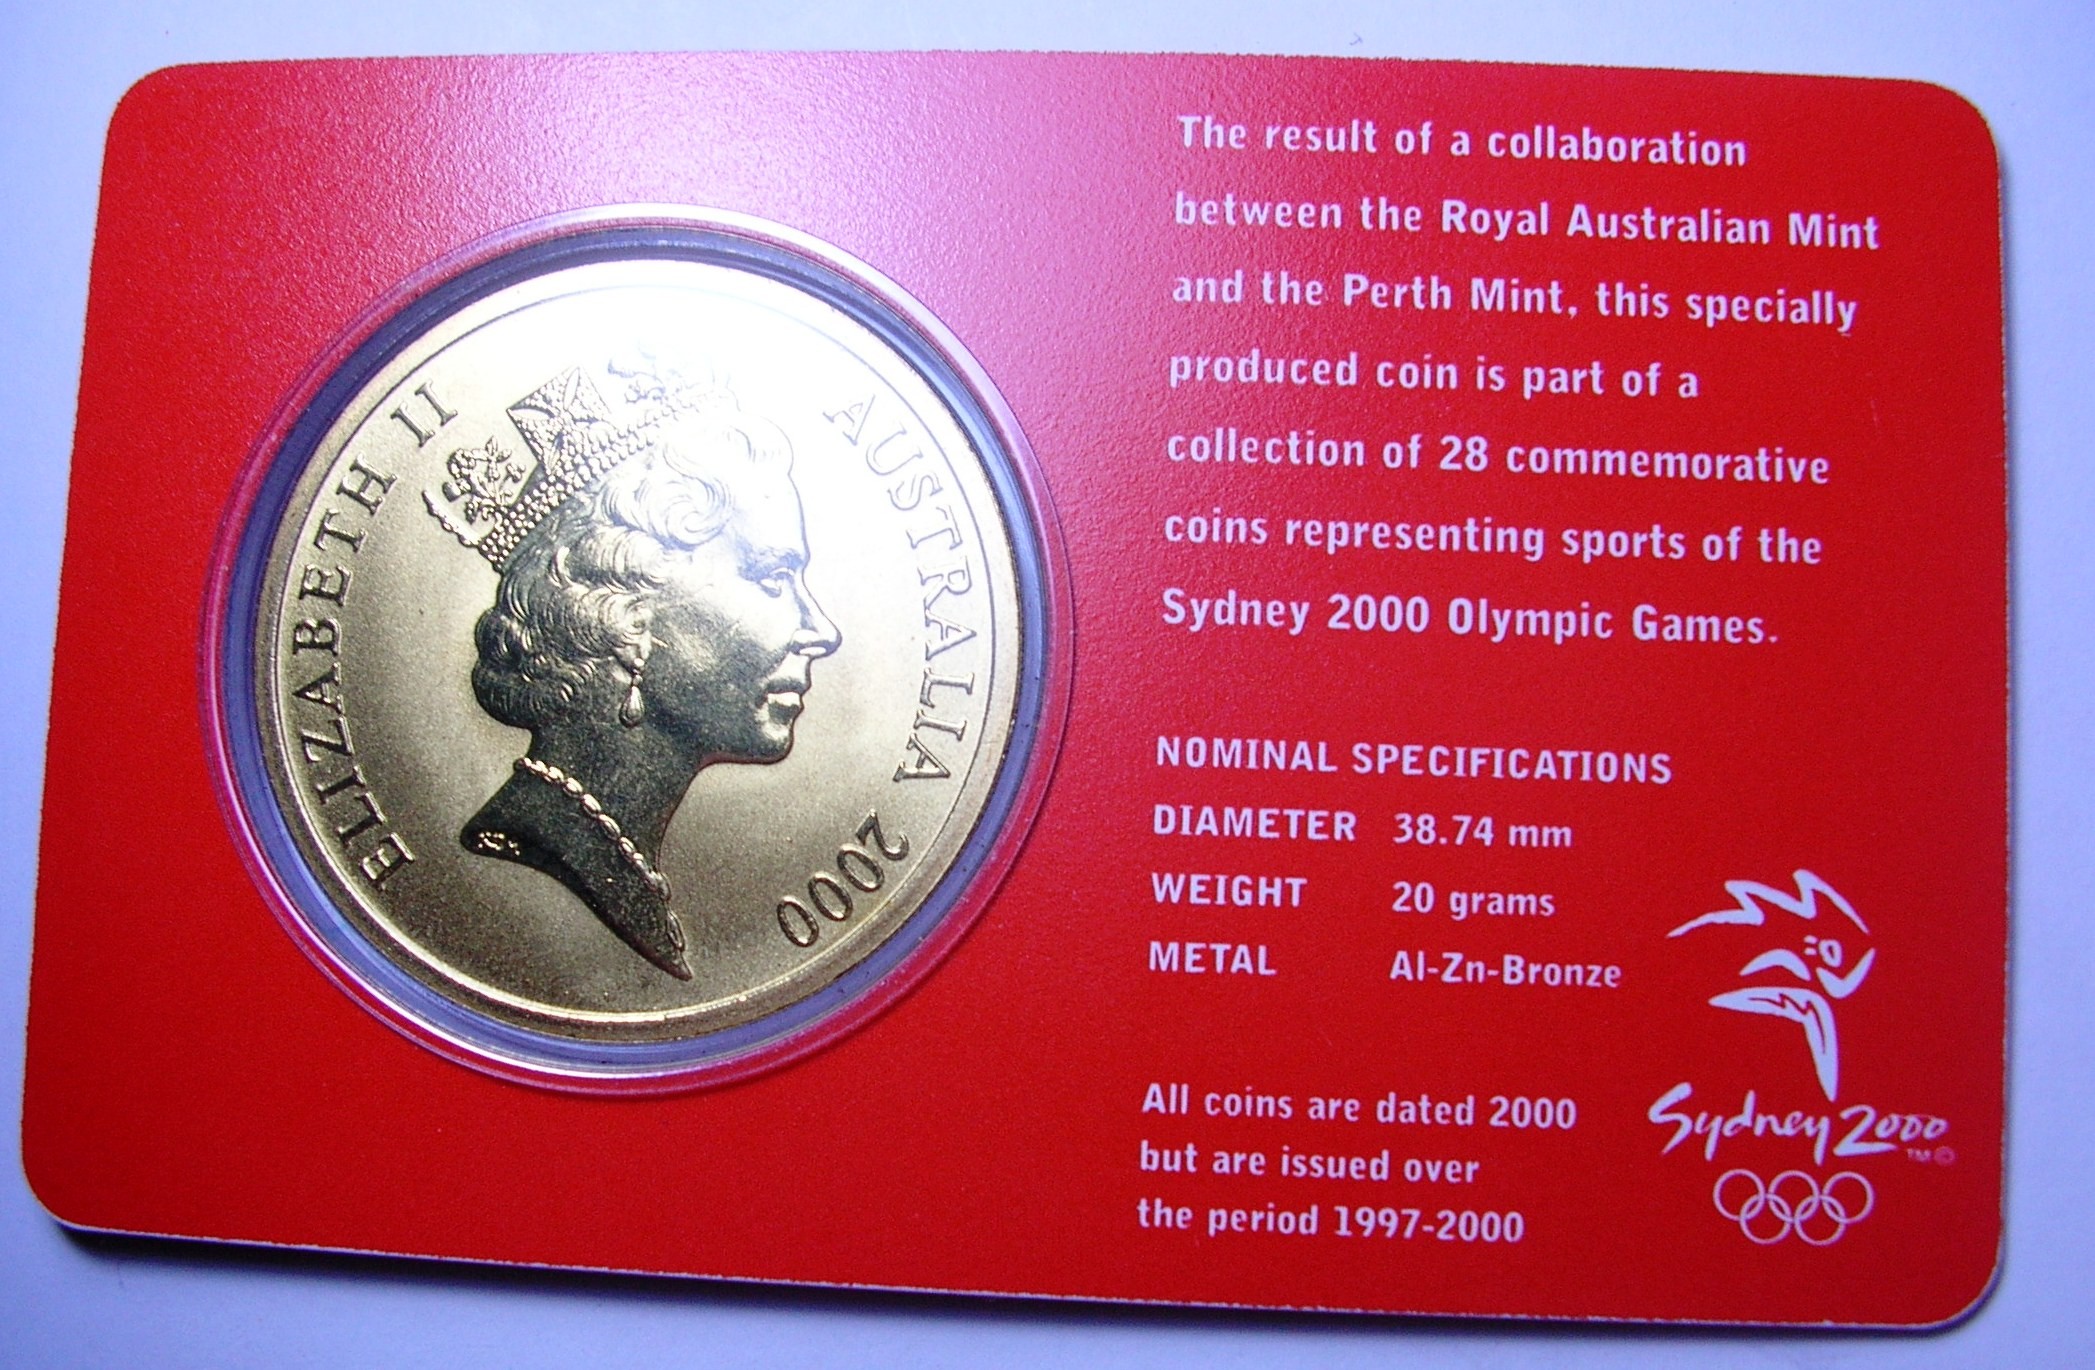 ELIZABETH II
AUSTRALIA 2000
The result of a collaboration
between the Royal Australian Mint
and the Perth Mint, this specially
produced coin is part of a
collection of 28 commemorative
coins representing sports of the
Sydney 2000 Olympic Games.
NOMINAL SPECIFICATIONS
DIAMETER 38.74 mm
WEIGHT 20 grams
METAL Al-Zn-Bronze
All coins are dated 2000
but are issued over
the period 1997-2000
Sydney 2000
TM©